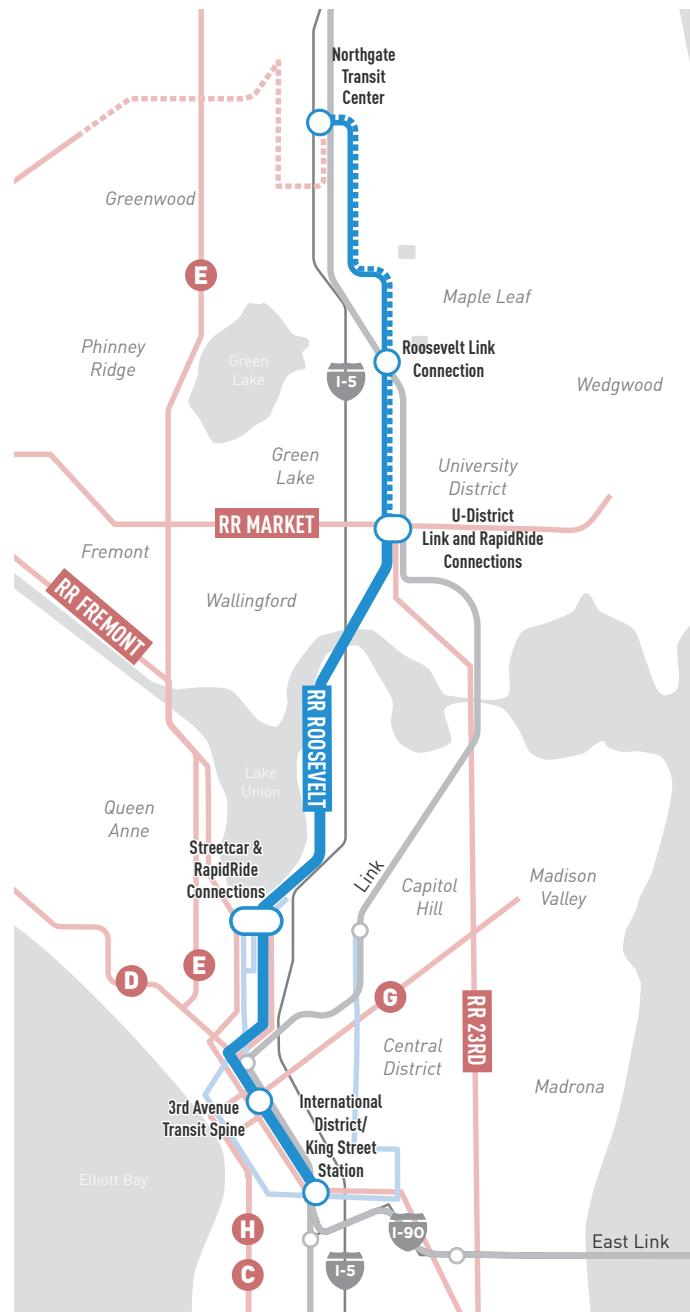 Northgate
Transit
Center
Greenwood
E
Maple Leaf
Phinney
Ridge
Green
Lake
Roosevelt Link
Connection
I-5
Wedgwood
Green
Lake
University
District
RR MARKET
U-District
Link and RapidRide
Connections
Fremont
RR FREMONT
Wallingford
RR ROOSEVELT
Lake
Union
Queen
Anne
Streetcar &
RapidRide
Connections
Link
Capitol
Hill
Madison
Valley
D
E
G
RR 23RD
Central
District
Madrona
3rd Avenue
Transit Spine
International
District/
King Street
Station
Elliott Bay
H
I-90
East Link
C
I-5